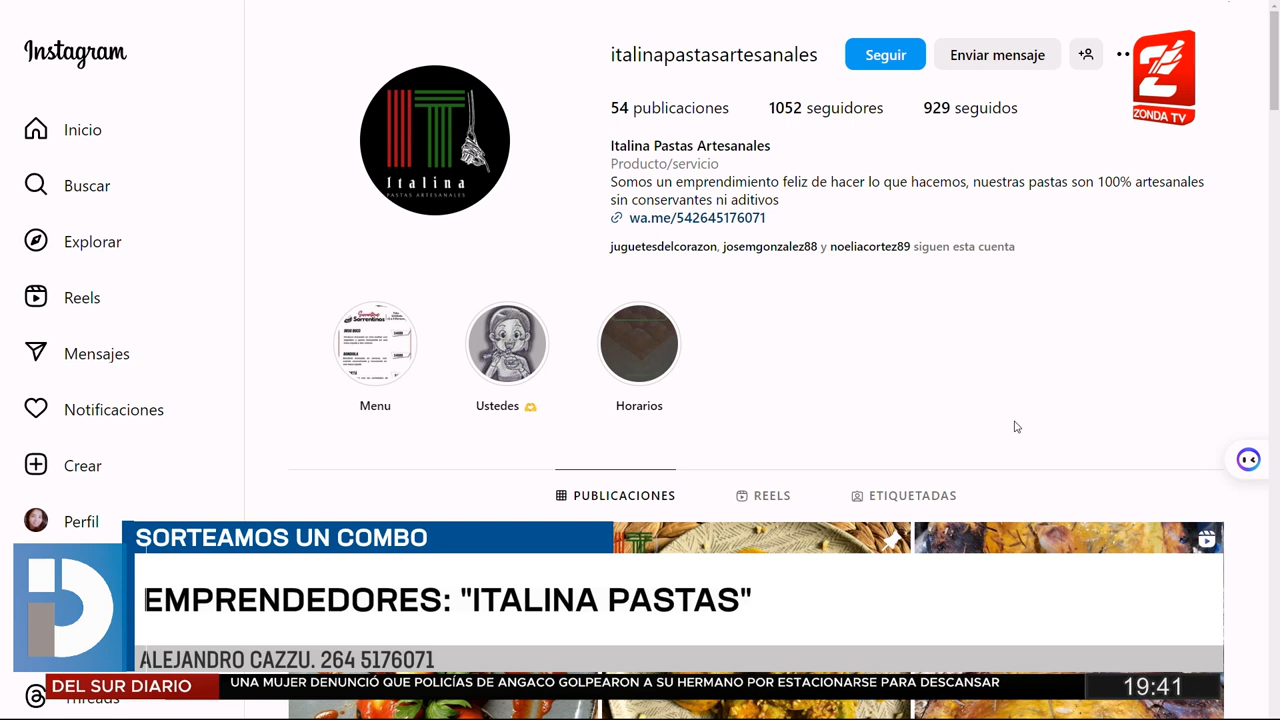 Instagram
Inicio
Buscar
Explorar
Reels
Mensajes
Notificaciones
Crear
Perfil
Threads
italinapastasartesanales
Seguir
Enviar mensaje
ZONDA TV
54 publicaciones 1052 seguidores 929 seguidos
Italina Pastas Artesanales
Producto/servicio
Somos un emprendimiento feliz de hacer lo que hacemos, nuestras pastas son 100% artesanales
sin conservantes ni aditivos
wa.me/542645176071
juguetesdelcorazon, josemgonzalez88 y noeliacortez89 siguen esta cuenta
IT
Italina
PASTAS ARTESANALES
Sorrentinos
Menu
Ustedes
Horarios
PUBLICACIONES
REELS
ETIQUETADAS
SORTEAMOS UN COMBO
EMPRENDEDORES: "ITALINA PASTAS"
ALEJANDRO CAZZU. 264 5176071
DEL SUR DIARIO
UNA MUJER DENUNCIÓ QUE POLICÍAS DE ANGACO GOLPEARON A SU HERMANO POR ESTACIONARSE PARA DESCANSAR
19:41